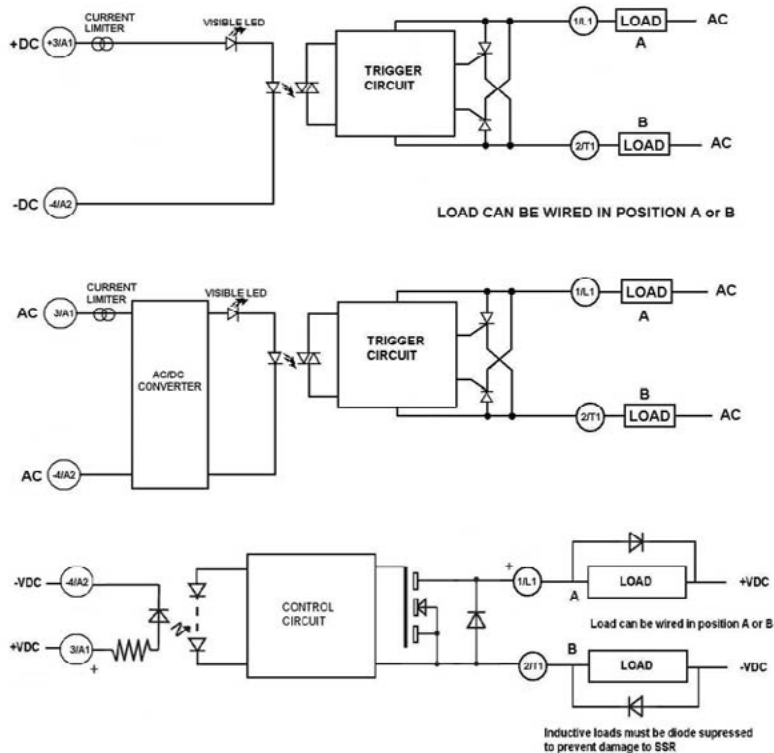 CURRENT
LIMITER
VISIBLE LED
+DC
+3/A1
-DC
-4/A2
TRIGGER
CIRCUIT
1/L1
LOAD
AC
A
B
2/T1
LOAD
AC
LOAD CAN BE WIRED IN POSITION A or B
CURRENT
LIMITER
VISIBLE LED
AC
3/A1
AC/DC
CONVERTER
AC
-4/A2
TRIGGER
CIRCUIT
1/L1
LOAD
AC
A
B
2/T1
LOAD
AC
-VDC
-4/A2
+VDC
3/A1
+
CONTROL
CIRCUIT
+
1/L1
LOAD
+VDC
A
Load can be wired in position A or B
B
2/T1
LOAD
-VDC
Inductive loads must be diode supressed
to prevent damage to SSR